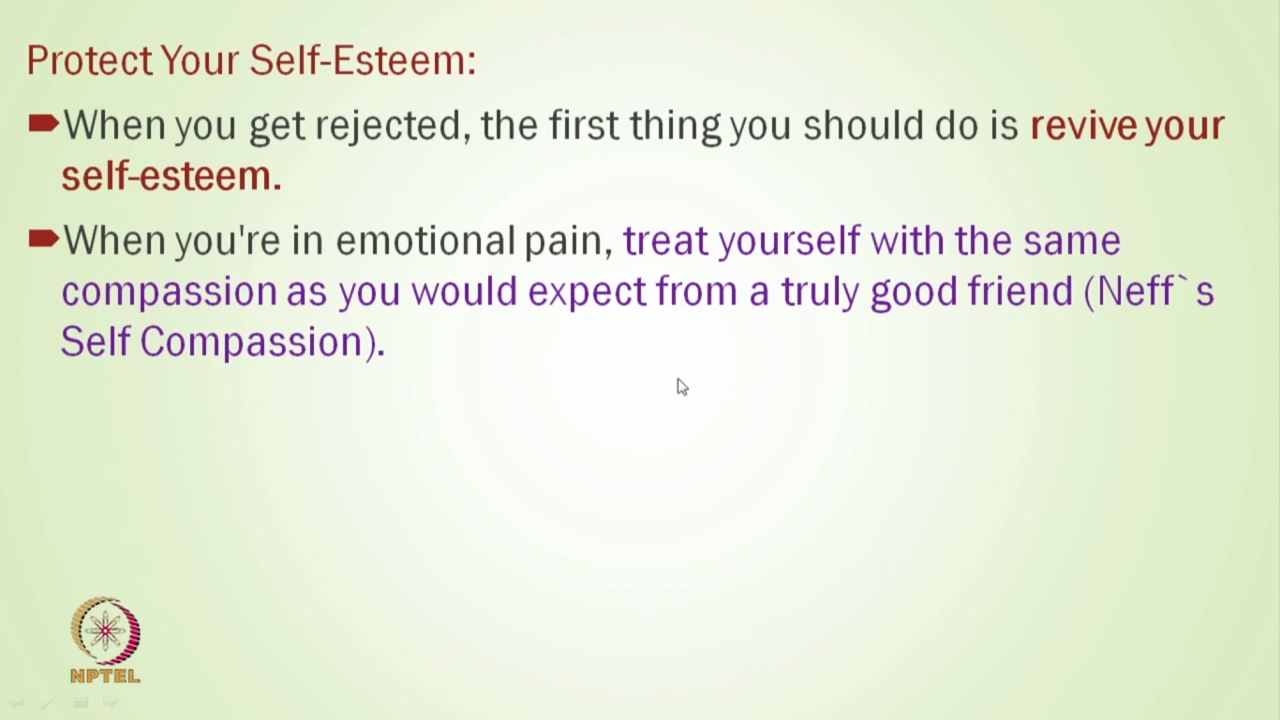 Protect Your Self-Esteem:
When you get rejected, the first thing you should do is revive your
self-esteem.
When you're in emotional pain, treat yourself with the same
compassion as you would expect from a truly good friend (Neff`s
Self Compassion).
NPTEL